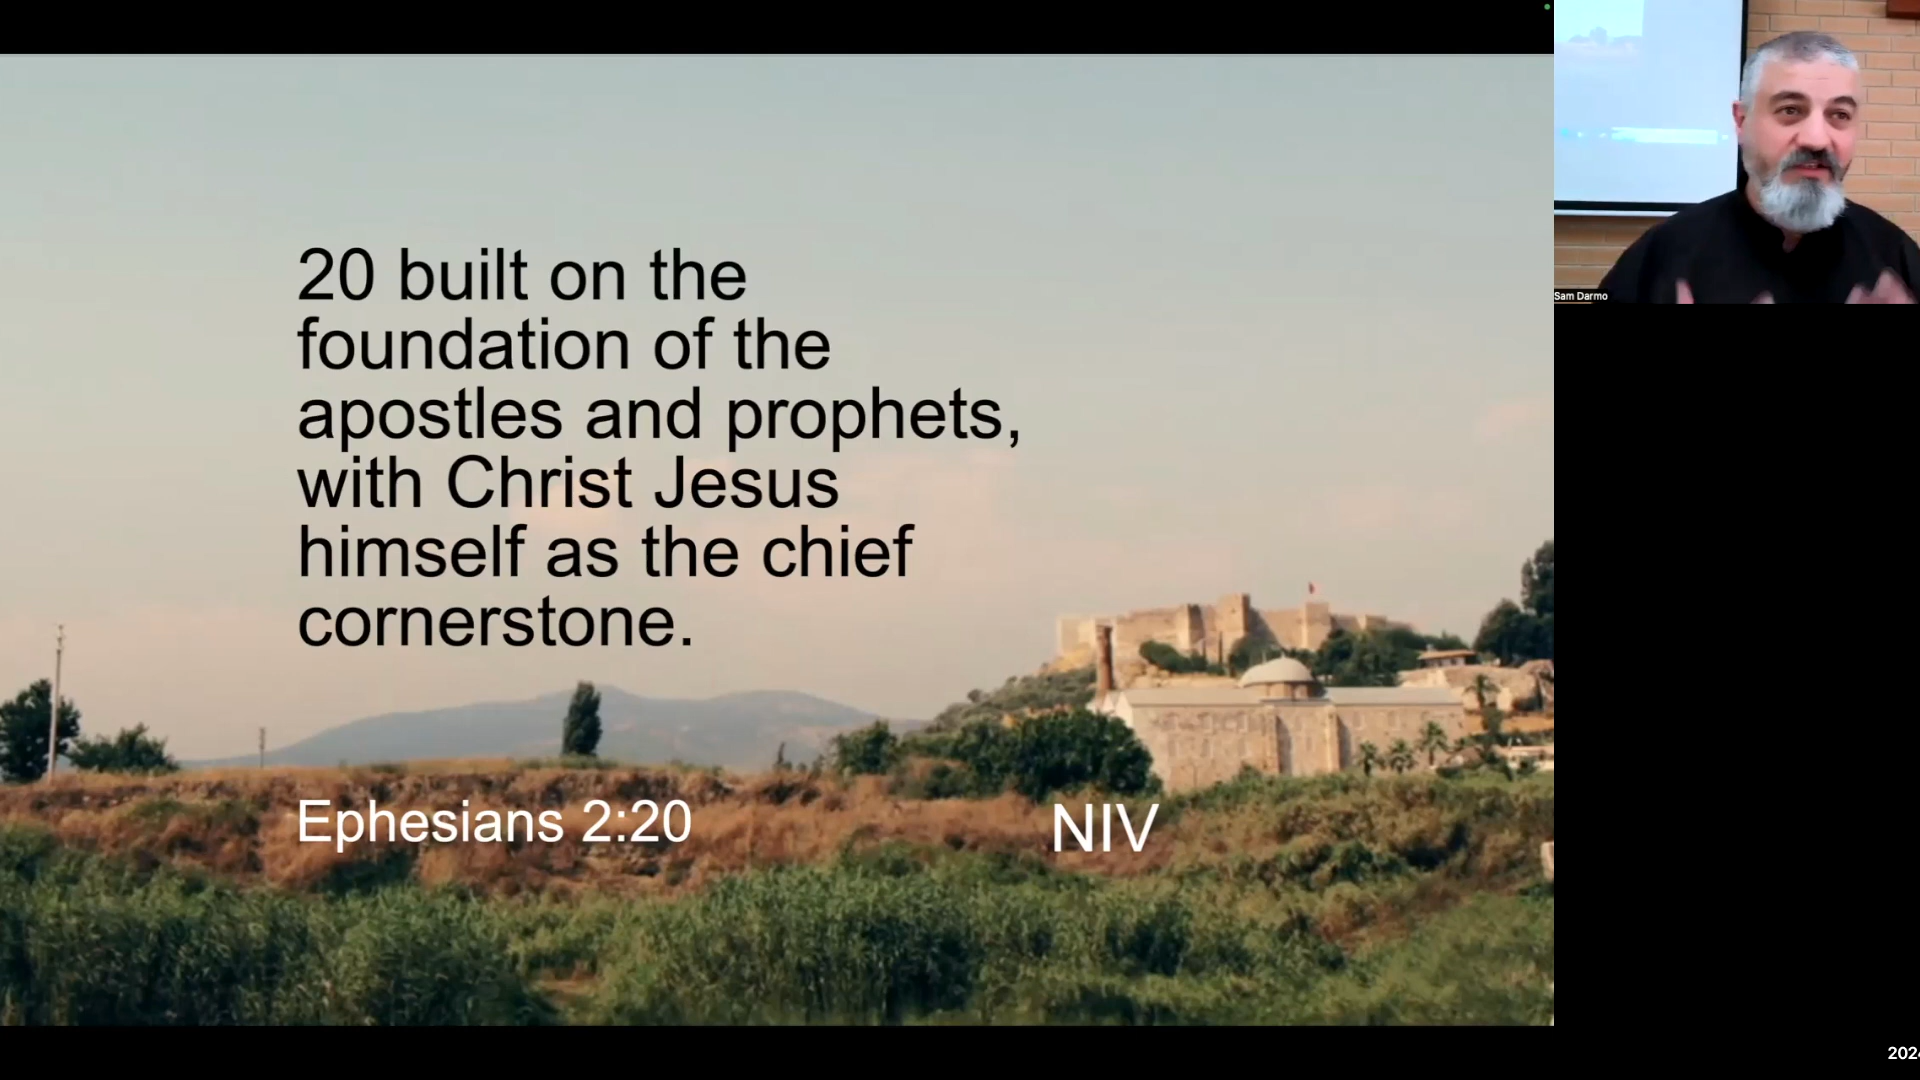 20 built on the
foundation of the
apostles and prophets,
with Christ Jesus
himself as the chief
cornerstone.
Ephesians 2:20
NIV
Sam Darmo